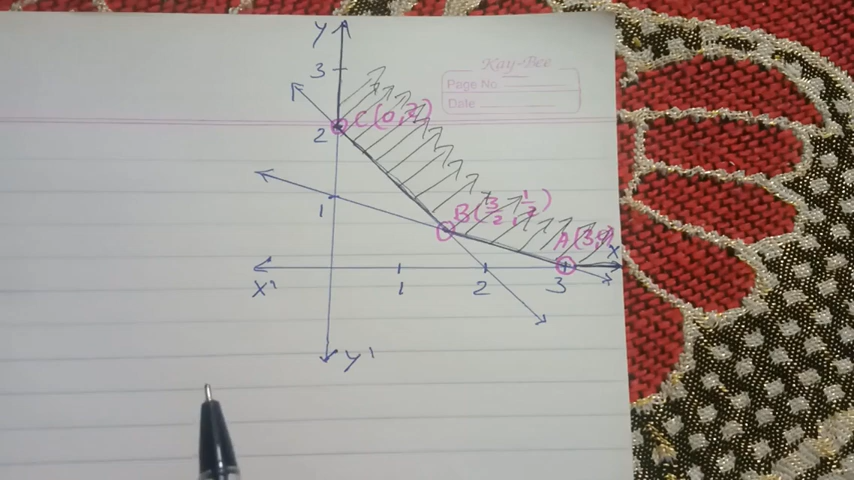 Y
3
Kay-Bee
Page No.
Date
C(0,2)
2
B(3/2, 1/2)
1
A(3,0)
X
X' 1 2 3
Y'